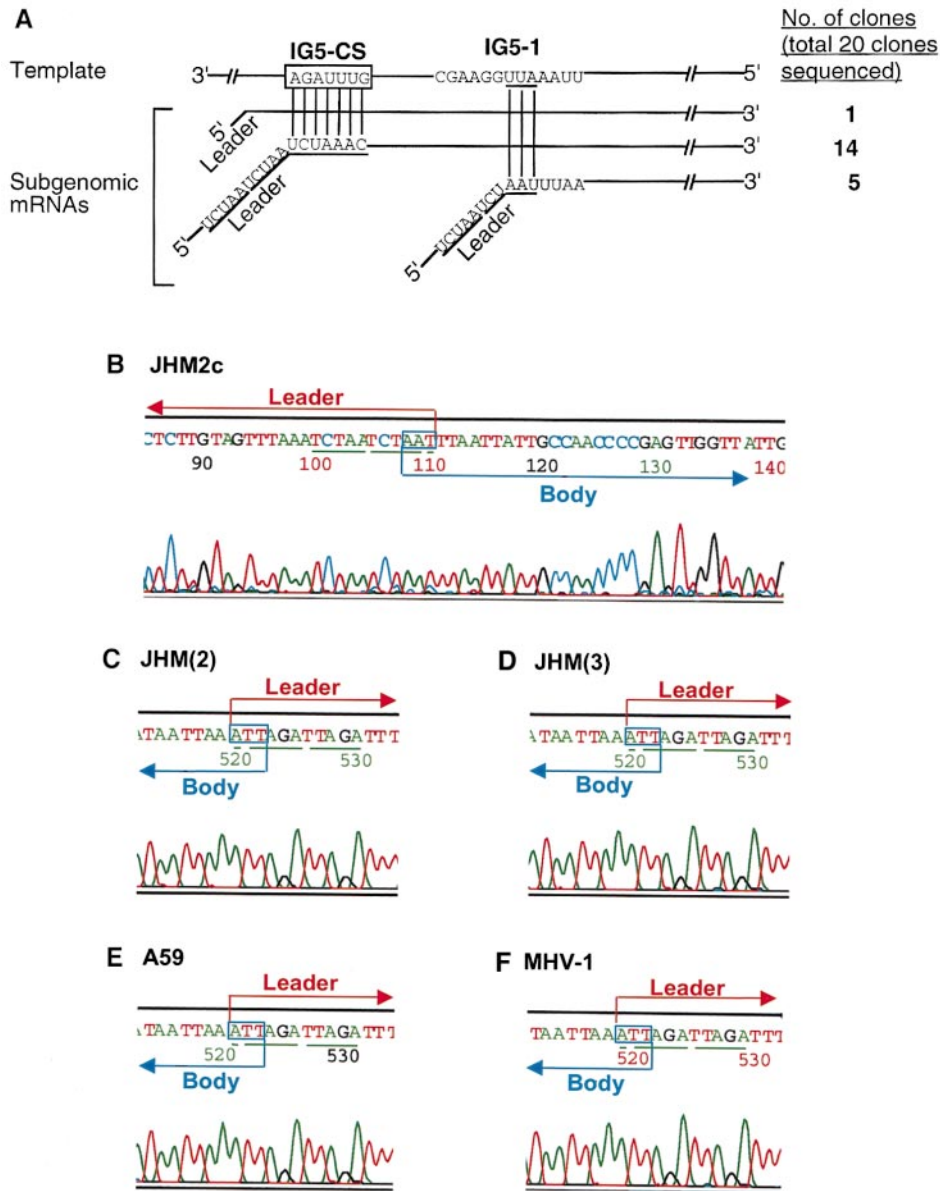 A
IG5-CS
IG5-1
No. of clones
(total 20 clones
sequenced)
Template
3'
AGAUUUG
CGAAGGUUAAAUU
5'
5'
Leader
3'
1
UCUAAUCUAA
UCUAAAC
Leader
3'
14
Subgenomic
mRNAs
5'
UCUAAUCU
AAUUUAA
Leader
3'
5
5'
B JHM2c
Leader
CTCTTGTAGTTTAAATCTAATCTAATTTAATTATTGCCAACCCCGAGTTGGTTATTG
90 100 110 120 130 140
Body
C JHM(2)
Leader
ATAATTAAATTAGATTAGATTT
520 530
Body
D JHM(3)
Leader
ATAATTAAATTAGATTAGATTT
520 530
Body
E A59
Leader
ATAATTAAATTAGATTAGATTT
520 530
Body
F MHV-1
Leader
TAATTAAATTAGATTAGATTT
520 530
Body